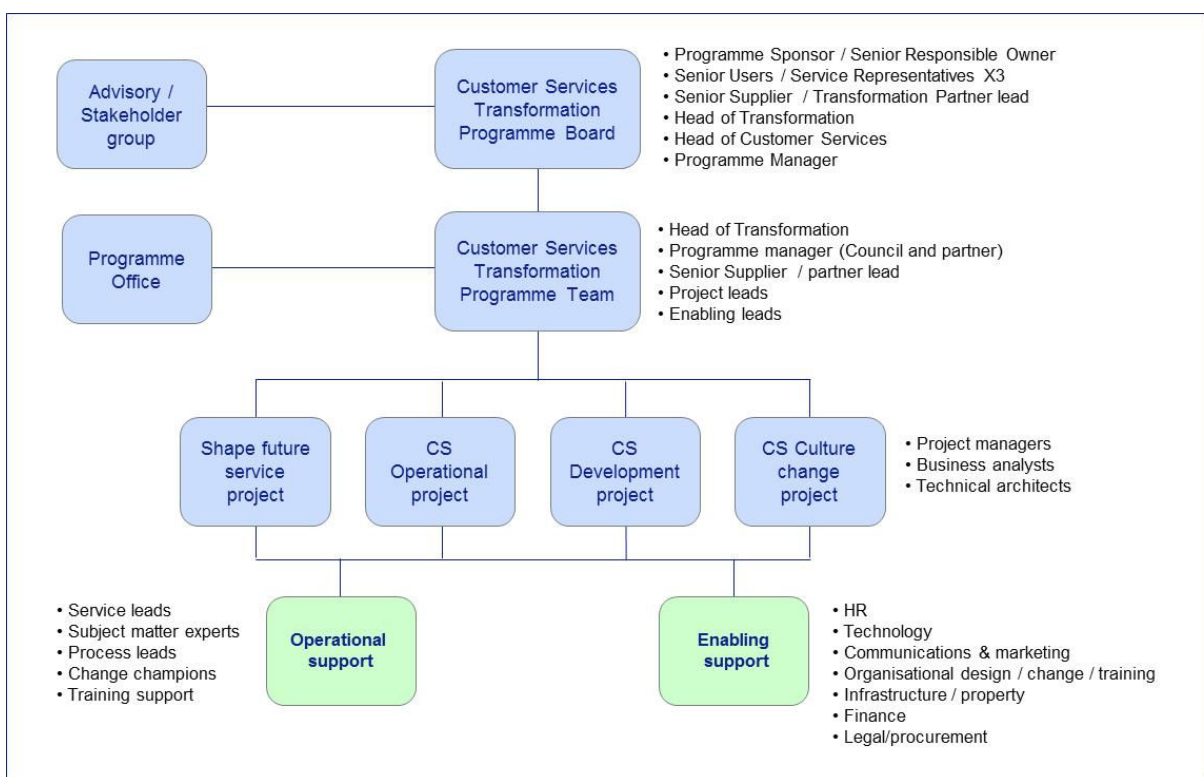 Advisory /
Stakeholder
group
Customer Services
Transformation
Programme Board
• Programme Sponsor / Senior Responsible Owner
• Senior Users / Service Representatives X3
• Senior Supplier / Transformation Partner lead
• Head of Transformation
• Head of Customer Services
• Programme Manager
Programme
Office
Customer Services
Transformation
Programme Team
• Head of Transformation
• Programme manager (Council and partner)
• Senior Supplier / partner lead
• Project leads
• Enabling leads
Shape future
service
project
CS
Operational
project
CS
Development
project
CS Culture
change
project
• Project managers
• Business analysts
• Technical architects
• Service leads
• Subject matter experts
• Process leads
• Change champions
• Training support
Operational
support
Enabling
support
• HR
• Technology
• Communications & marketing
• Organisational design / change / training
• Infrastructure / property
• Finance
• Legal/procurement